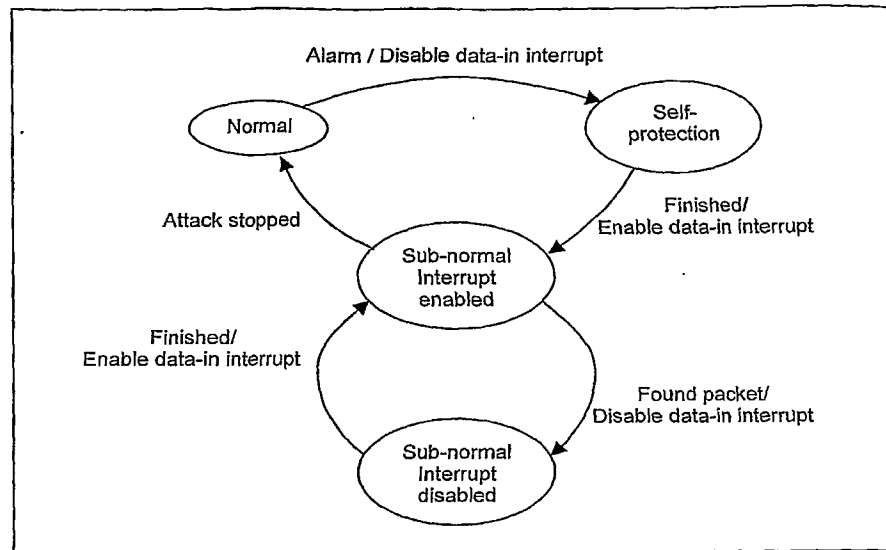 Alarm / Disable data-in interrupt
Normal
Self-
protection
Attack stopped
Finished/
Enable data-in interrupt
Sub-normal
Interrupt
enabled
Finished/
Enable data-in interrupt
Found packet/
Disable data-in interrupt
Sub-normal
Interrupt
disabled